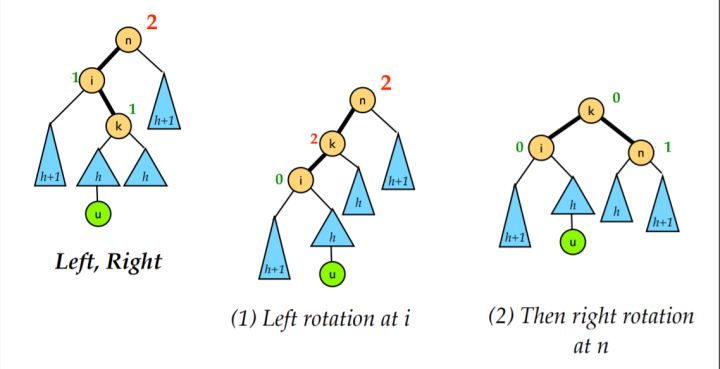 2
n
1
i
1
k
h+1
h+1
h
h
u
Left, Right
2
n
2
k
0
i
h+1
h
h
h+1
u
(1) Left rotation at i
0
k
0
i
n
1
h
h
h+1
h+1
u
(2) Then right rotation
at n